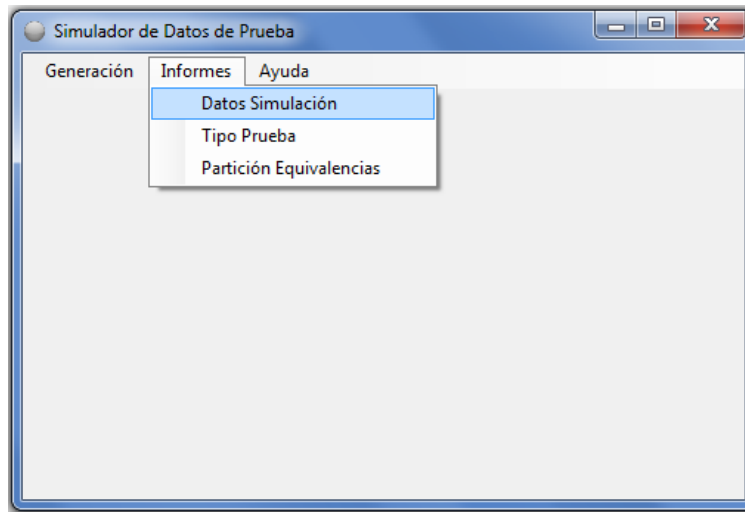 Simulador de Datos de Prueba
Generación Informes Ayuda
Datos Simulación
Tipo Prueba
Partición Equivalencias